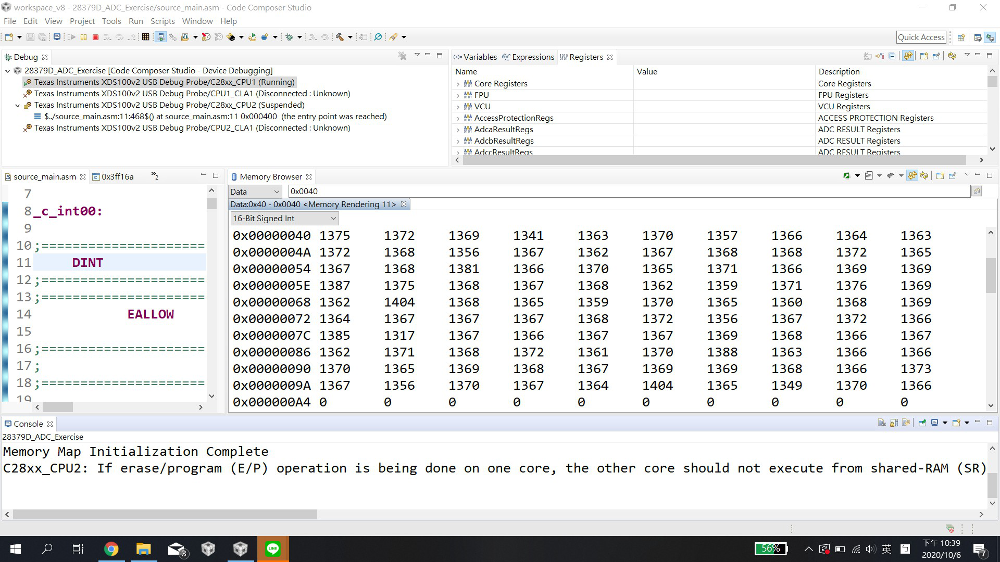 workspace_v8 - 28379D_ADC_Exercise/source_main.asm - Code Composer Studio
File Edit View Project Tools Run Scripts Window Help
Quick Access
Debug
28379D_ADC_Exercise [Code Composer Studio - Device Debugging]
Texas Instruments XDS100v2 USB Debug Probe/C28xx_CPU1 (Running)
Texas Instruments XDS100v2 USB Debug Probe/CPU1_CLA1 (Disconnected : Unknown)
Texas Instruments XDS100v2 USB Debug Probe/C28xx_CPU2 (Suspended)
$../source_main.asm:11:468$() at source_main.asm:11 0x000400 (the entry point was reached)
Texas Instruments XDS100v2 USB Debug Probe/CPU2_CLA1 (Disconnected : Unknown)
(x)= Variables Expressions Registers
Name Value Description
Core Registers Core Registers
FPU FPU Registers
VCU VCU Registers
AccessProtectionRegs ACCESS PROTECTION Registers
AdcaResultRegs ADC RESULT Registers
AdcbResultRegs ADC RESULT Registers
AdccResultRegs ADC RESULT Registers
source_main.asm 0x3ff16a »2
7
8 _c_int00:
9
10 ;=====================
11 DINT
12 ;=====================
13 ;=====================
14 EALLOW
15
16 ;=====================
17 ;
18 ;=====================
19
Memory Browser
Data 0x0040
Data:0x40 - 0x0040 <Memory Rendering 11>
16-Bit Signed Int
0x00000040 1375 1372 1369 1341 1363 1370 1357 1366 1364 1363
0x0000004A 1372 1368 1356 1367 1362 1367 1368 1368 1372 1365
0x00000054 1367 1368 1381 1366 1370 1365 1371 1366 1369 1369
0x0000005E 1387 1375 1368 1367 1368 1362 1359 1371 1376 1369
0x00000068 1362 1404 1368 1365 1359 1370 1365 1360 1368 1369
0x00000072 1364 1367 1367 1367 1368 1372 1356 1367 1372 1366
0x0000007C 1385 1317 1367 1366 1367 1367 1369 1368 1366 1367
0x00000086 1362 1371 1368 1372 1361 1370 1388 1363 1366 1366
0x00000090 1370 1365 1369 1368 1367 1369 1369 1368 1366 1373
0x0000009A 1367 1356 1370 1367 1364 1404 1365 1349 1370 1366
0x000000A4 0 0 0 0 0 0 0 0 0 0
Console
28379D_ADC_Exercise
Memory Map Initialization Complete
C28xx_CPU2: If erase/program (E/P) operation is being done on one core, the other core should not execute from shared-RAM (SR)
3
LINE
56%
英
下午 10:39
2020/10/6
7